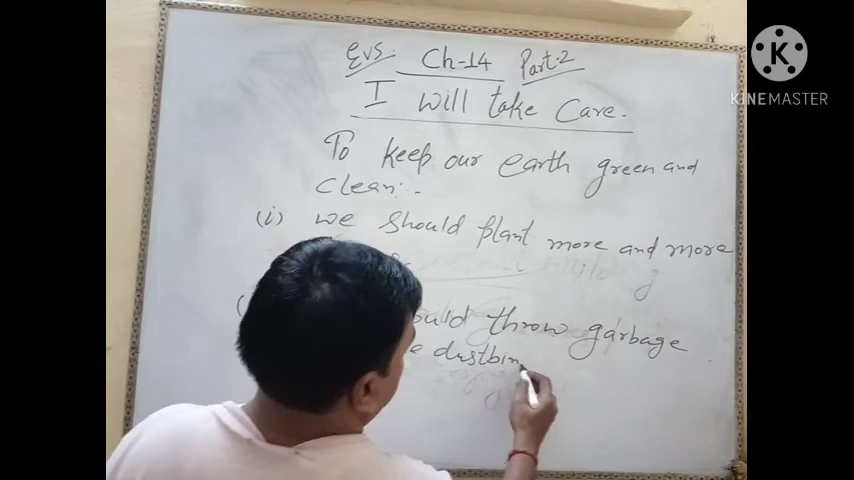 EVS. Ch-14 Part-2
I will take Care.
To keep our earth green and
clean:-
(i) we should plant more and more
throw garbage
dustbin
K
KINEMASTER